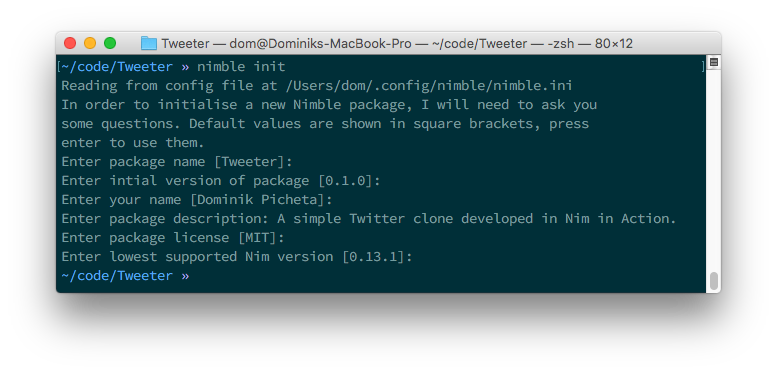 Tweeter — dom@Dominiks-MacBook-Pro — ~/code/Tweeter — -zsh — 80×12
[~/code/Tweeter » nimble init ]
Reading from config file at /Users/dom/.config/nimble/nimble.ini
In order to initialise a new Nimble package, I will need to ask you
some questions. Default values are shown in square brackets, press
enter to use them.
Enter package name [Tweeter]:
Enter intial version of package [0.1.0]:
Enter your name [Dominik Picheta]:
Enter package description: A simple Twitter clone developed in Nim in Action.
Enter package license [MIT]:
Enter lowest supported Nim version [0.13.1]:
~/code/Tweeter »